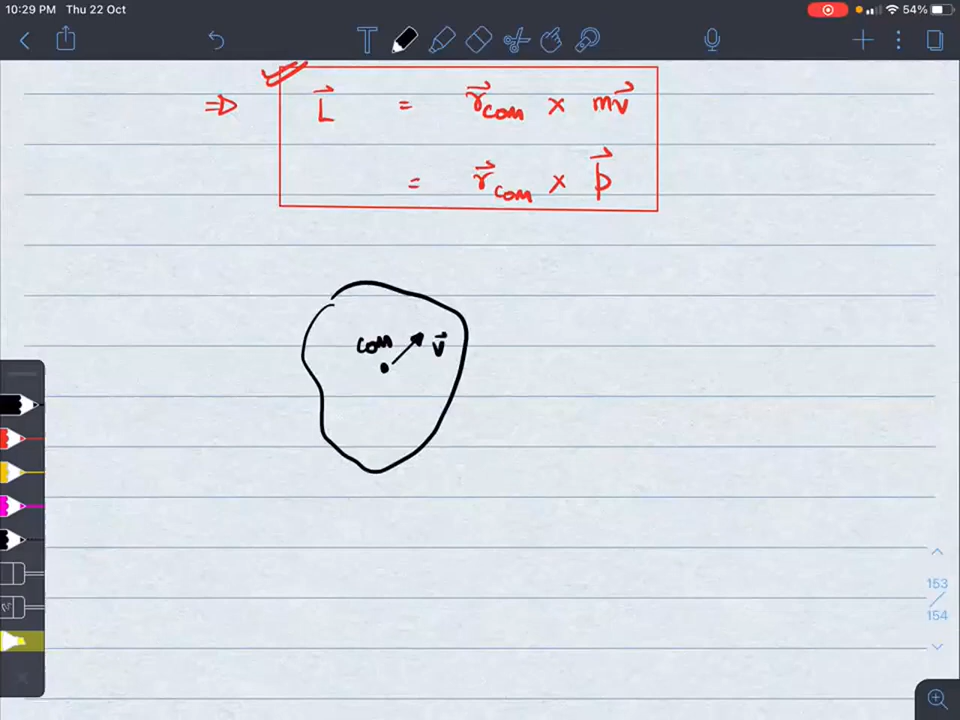 10:29 PM Thu 22 Oct 54%
⇒ L⃗ = r⃗com × mv⃗
= r⃗com × p⃗
com v⃗
153
154